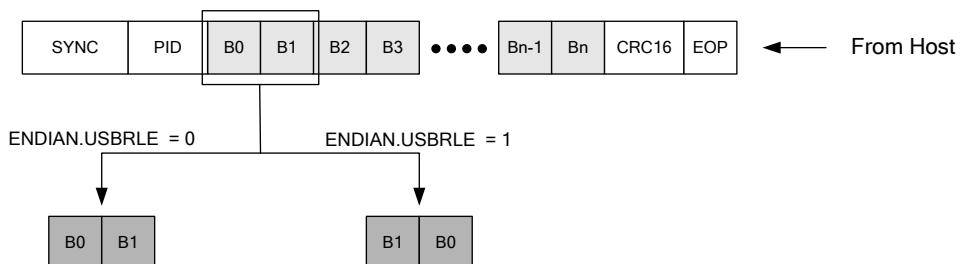 SYNC PID B0 B1 B2 B3 •••• Bn-1 Bn CRC16 EOP From Host
ENDIAN.USBRLE = 0 ENDIAN.USBRLE = 1
B0 B1 B1 B0